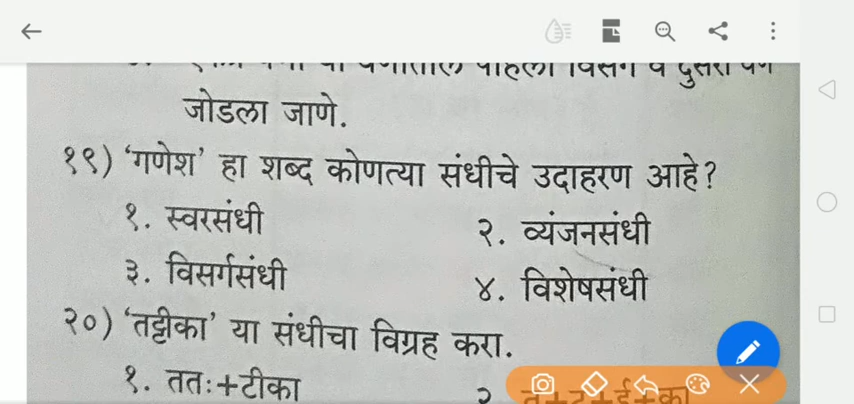 जोडला जाणे.
१९) ‘गणेश’ हा शब्द कोणत्या संधीचे उदाहरण आहे?
१. स्वरसंधी २. व्यंजनसंधी
३. विसर्गसंधी ४. विशेषसंधी
२०) ‘तट्टीका’ या संधीचा विग्रह करा.
१. ततः+टीका